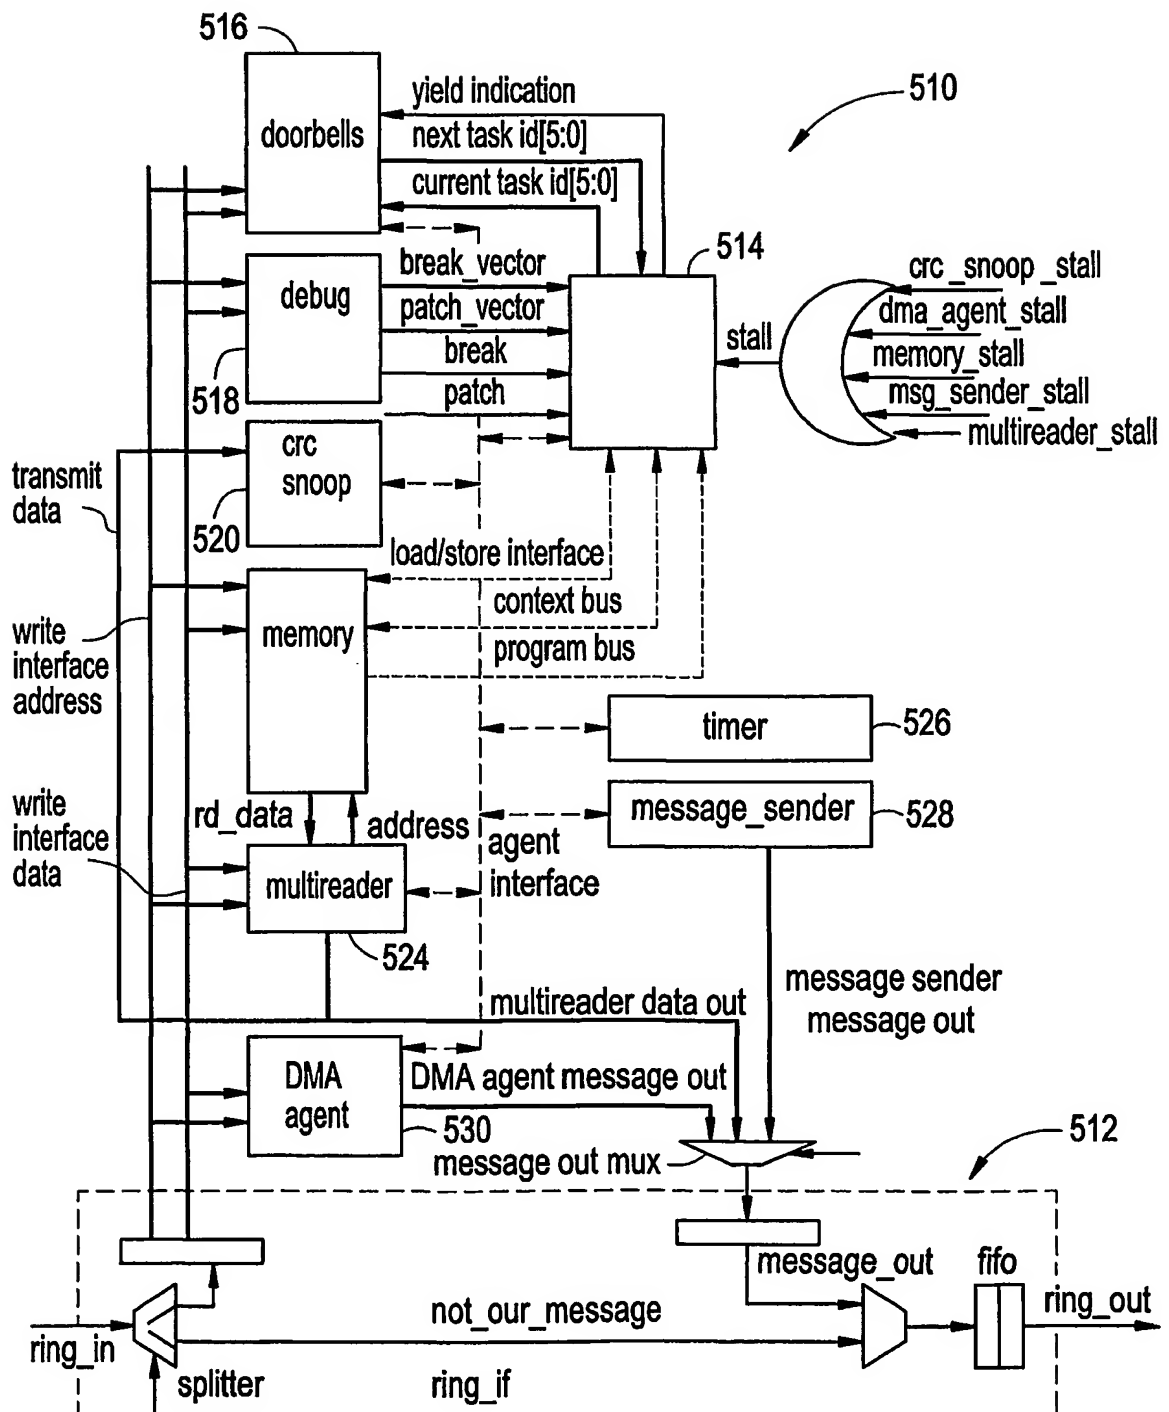 516
510
doorbells
yield indication
next task id[5:0]
current task id[5:0]
514
debug
518
break_vector
patch_vector
break
patch
stall
crc_snoop_stall
dma_agent_stall
memory_stall
msg_sender_stall
multireader_stall
crc
snoop
520
transmit
data
load/store interface
context bus
program bus
memory
write
interface
address
timer
526
write
interface
data
rd_data
address
message_sender
528
agent
interface
multireader
524
multireader data out
message sender
message out
DMA
agent
530
DMA agent message out
message out mux
512
message_out
fifo
ring_out
not_our_message
ring_in
splitter
ring_if